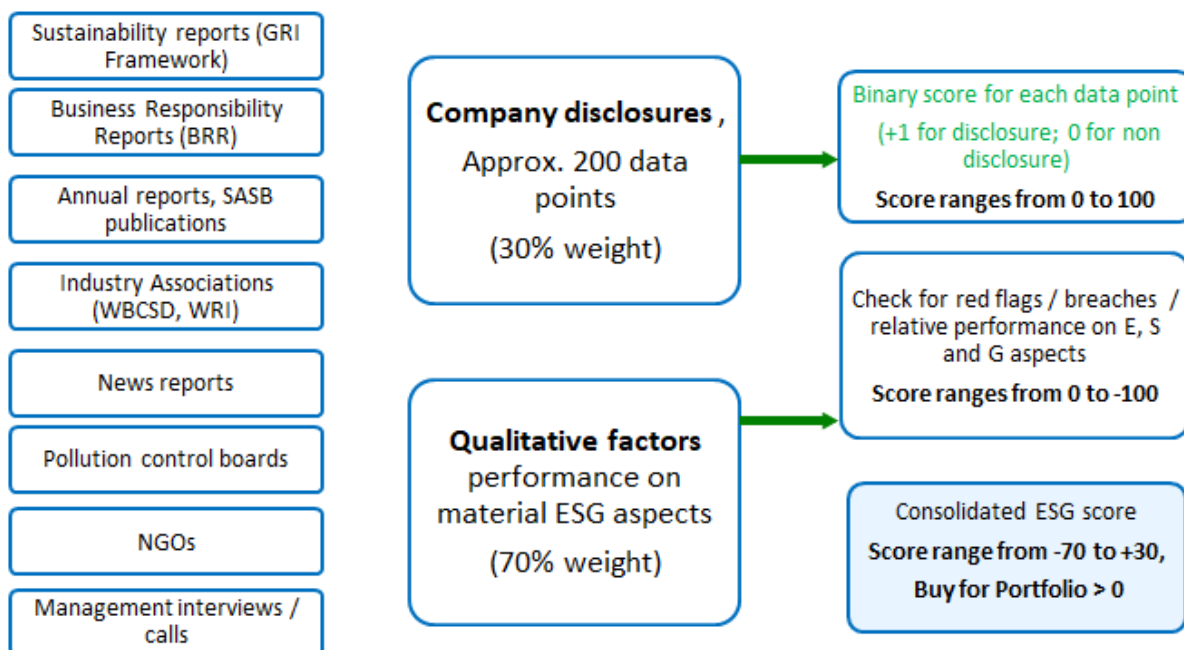 Sustainability reports (GRI
Framework)
Business Responsibility
Reports (BRR)
Annual reports, SASB
publications
Industry Associations
(WBCSD, WRI)
News reports
Pollution control boards
NGOs
Management interviews /
calls
Company disclosures ,
Approx. 200 data
points
(30% weight)
Qualitative factors
performance on
material ESG aspects
(70% weight)
Binary score for each data point
(+1 for disclosure; 0 for non
disclosure)
Score ranges from 0 to 100
Check for red flags / breaches /
relative performance on E, S
and G aspects
Score ranges from 0 to -100
Consolidated ESG score
Score range from -70 to +30,
Buy for Portfolio > 0